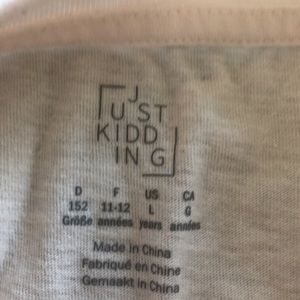 J
UST
KIDD
ING
D F US CA
152 11-12 L G
Größe années years années
Made in China
Fabriqué en Chine
Gemaakt in China